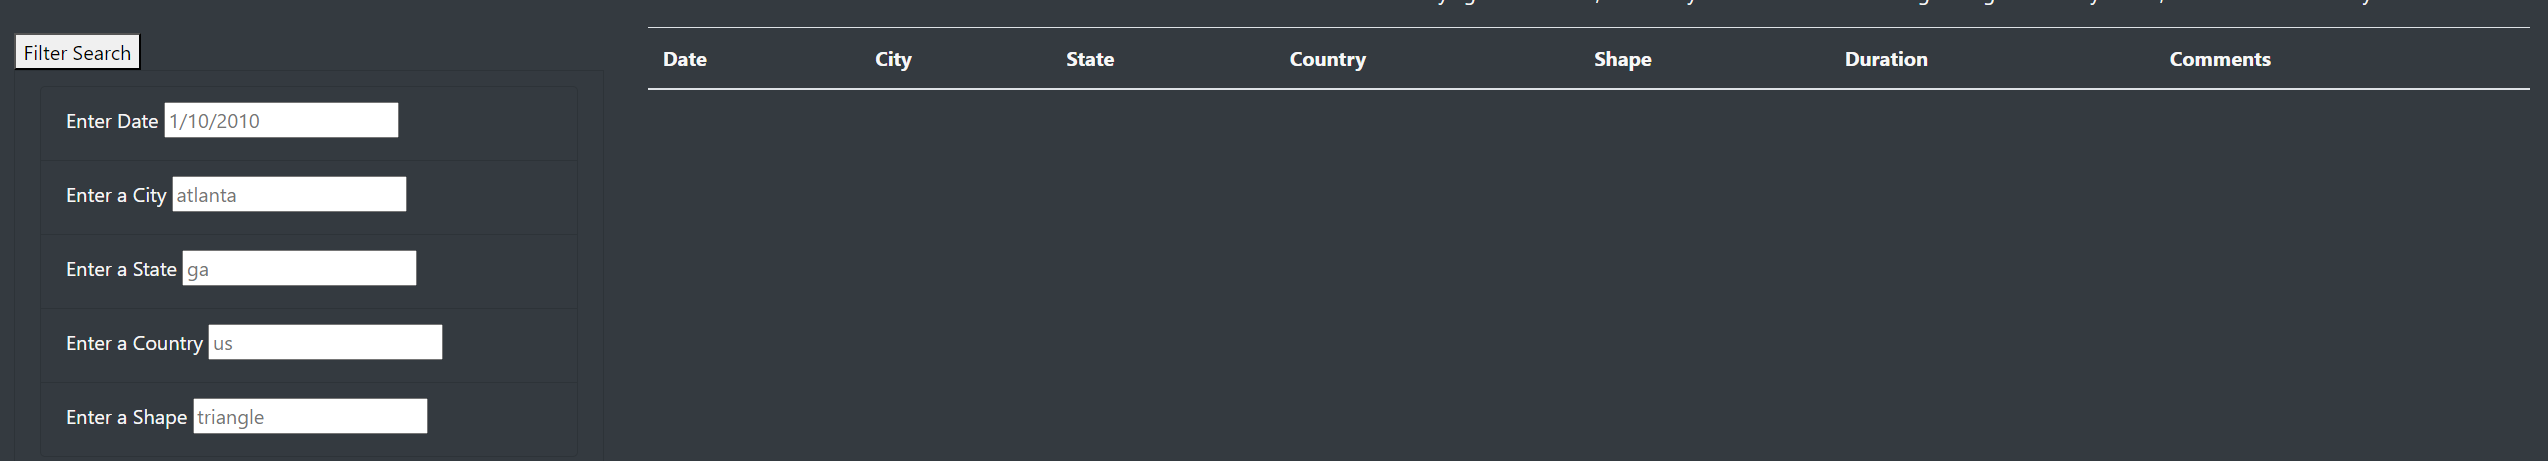 Filter Search
Date City State Country Shape Duration Comments
Enter Date 1/10/2010
Enter a City atlanta
Enter a State ga
Enter a Country us
Enter a Shape triangle